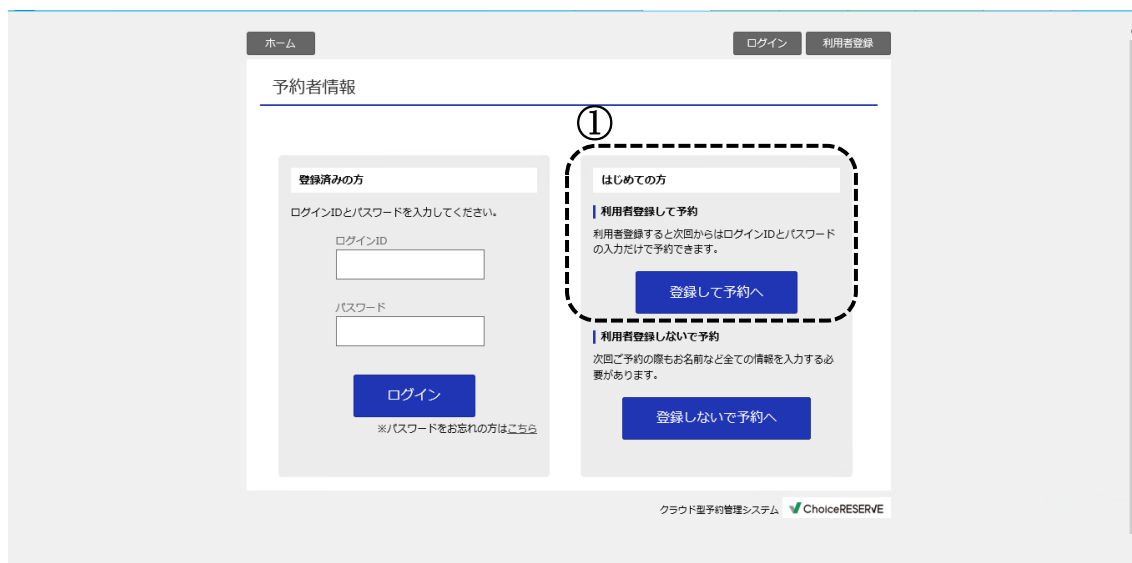 ホーム
ログイン
利用者登録
予約者情報
①
登録済みの方
ログインIDとパスワードを入力してください。
ログインID
パスワード
ログイン
※パスワードをお忘れの方はこちら
はじめての方
利用者登録して予約
利用者登録すると次回からはログインIDとパスワード
の入力だけで予約できます。
登録して予約へ
利用者登録しないで予約
次回ご予約の際もお名前など全ての情報を入力する必
要があります。
登録しないで予約へ
クラウド型予約管理システム ChoiceRESERVE